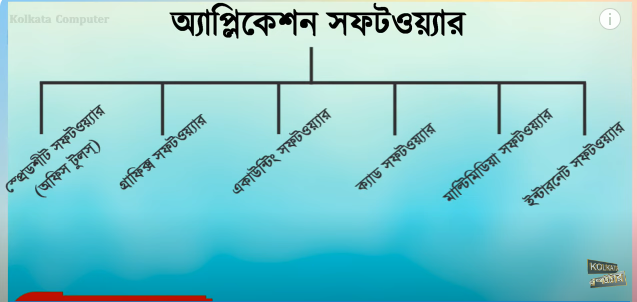 Kolkata Computer
অ্যাপ্লিকেশন সফটওয়্যার
স্প্রেডশীট সফটওয়্যার
(অফিস টুলস)
গ্রাফিক্স সফটওয়্যার
একাউন্টিং সফটওয়্যার
ক্যাড সফটওয়্যার
মাল্টিমিডিয়া সফটওয়্যার
ইন্টারনেট সফটওয়্যার